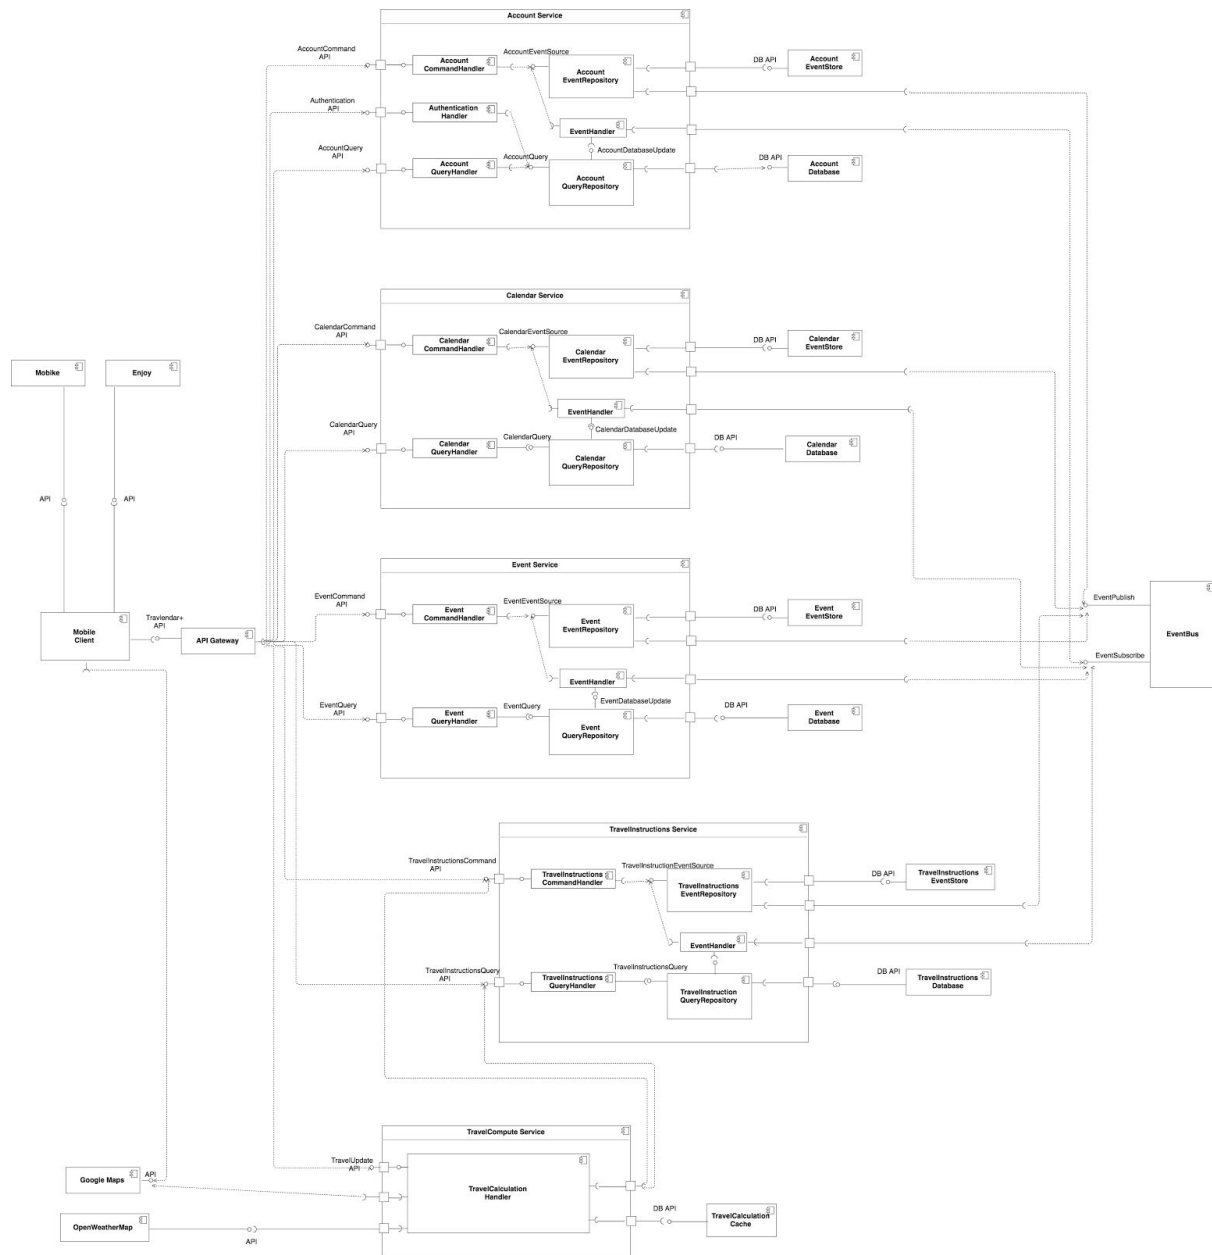 Account Service
AccountCommand
API
Account
CommandHandler
AccountEventSource
Account
EventRepository
DB API
Account
EventStore
Authentication
API
Authentication
Handler
EventHandler
AccountDatabaseUpdate
AccountQuery
API
Account
QueryHandler
AccountQuery
Account
QueryRepository
DB API
Account
Database
Calendar Service
CalendarCommand
API
Calendar
CommandHandler
CalendarEventSource
Calendar
EventRepository
DB API
Calendar
EventStore
Mobike
Enjoy
EventHandler
CalendarDatabaseUpdate
CalendarQuery
API
Calendar
QueryHandler
CalendarQuery
Calendar
QueryRepository
DB API
Calendar
Database
API
API
Event Service
EventCommand
API
Event
CommandHandler
EventEventSource
Event
EventRepository
DB API
Event
EventStore
EventPublish
EventBus
EventSubscribe
Mobile
Client
Travlendar+
API
API Gateway
EventHandler
EventDatabaseUpdate
EventQuery
API
Event
QueryHandler
EventQuery
Event
QueryRepository
DB API
Event
Database
TravelInstructions Service
TravelInstructionsCommand
API
TravelInstructions
CommandHandler
TravelInstructionEventSource
TravelInstructions
EventRepository
DB API
TravelInstructions
EventStore
EventHandler
TravelInstructionsQuery
API
TravelInstructions
QueryHandler
TravelInstructionsQuery
TravelInstruction
QueryRepository
DB API
TravelInstructions
Database
TravelCompute Service
TravelUpdate
API
Google Maps
API
TravelCalculation
Handler
OpenWeatherMap
API
DB API
TravelCalculation
Cache